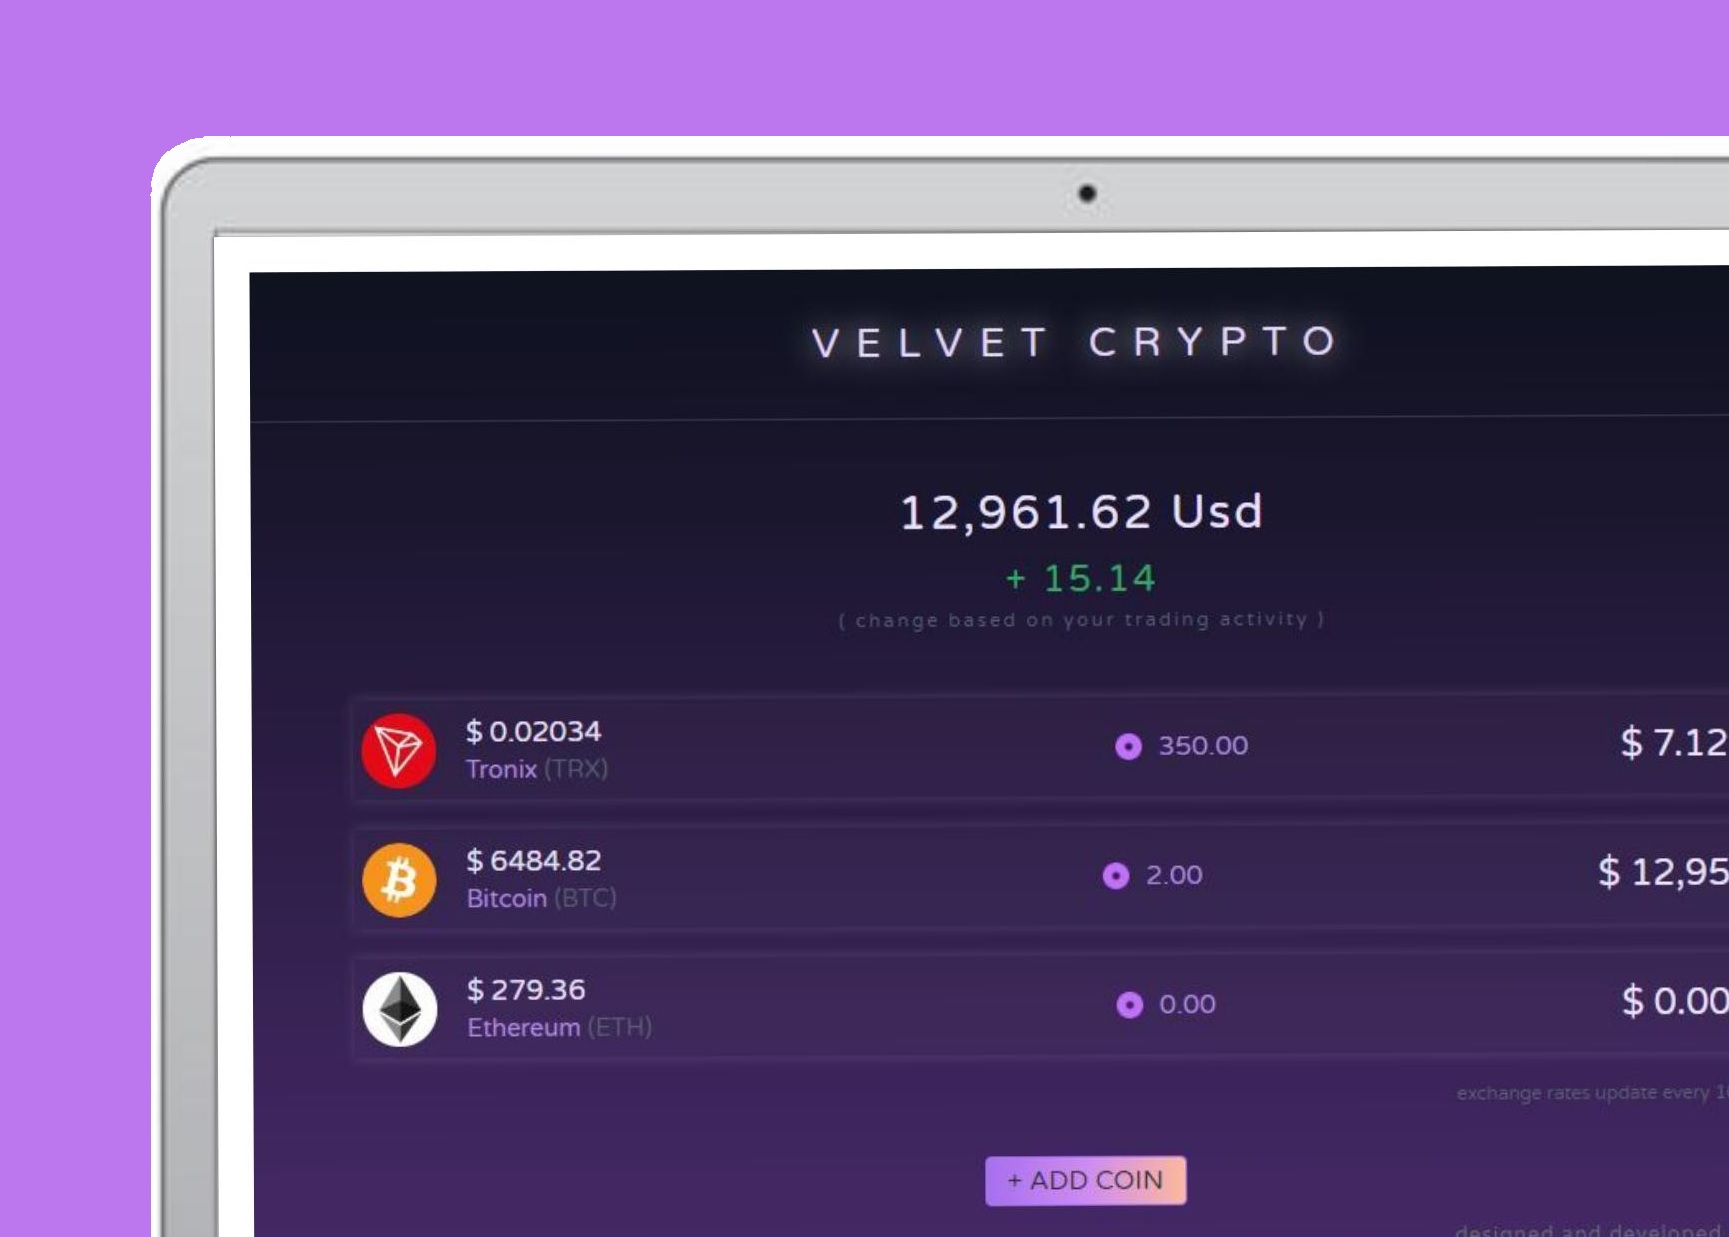 VELVET CRYPTO
12,961.62 Usd
+ 15.14
( change based on your trading activity )
$ 0.02034
Tronix (TRX)
350.00
$ 7.12
$ 6484.82
Bitcoin (BTC)
2.00
$ 12,95
$ 279.36
Ethereum (ETH)
0.00
$ 0.00
exchange rates update every
+ ADD COIN
designed and developed